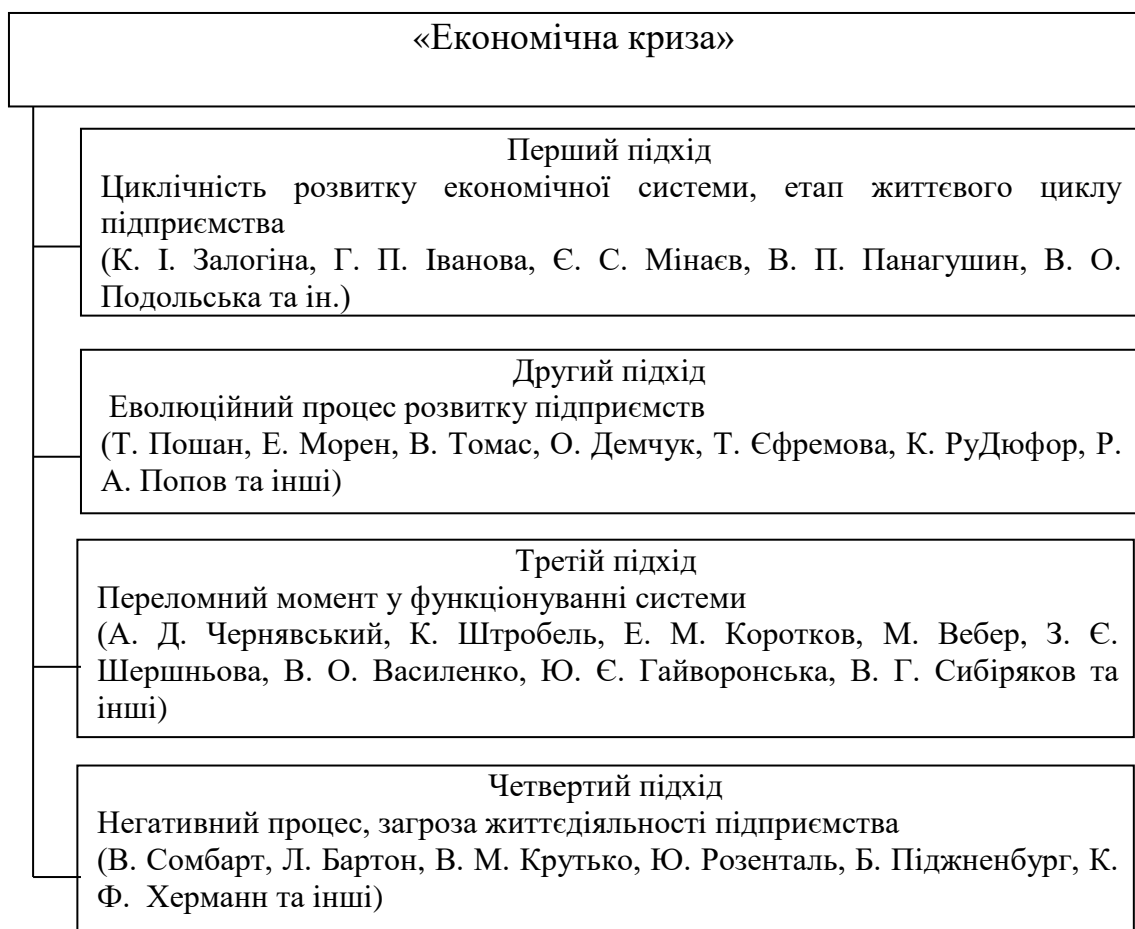 «Економічна криза»
Перший підхід
Циклічність розвитку економічної системи, етап життєвого циклу
підприємства
(К. І. Залогіна, Г. П. Іванова, Є. С. Мінаєв, В. П. Панагушин, В. О.
Подольська та ін.)
Другий підхід
Еволюційний процес розвитку підприємств
(Т. Пошан, Е. Морен, В. Томас, О. Демчук, Т. Єфремова, К. РуДюфор, Р.
А. Попов та інші)
Третій підхід
Переломний момент у функціонуванні системи
(А. Д. Чернявський, К. Штробель, Е. М. Коротков, М. Вебер, З. Є.
Шершньова, В. О. Василенко, Ю. Є. Гайворонська, В. Г. Сибіряков та
інші)
Четвертий підхід
Негативний процес, загроза життєдіяльності підприємства
(В. Сомбарт, Л. Бартон, В. М. Крутько, Ю. Розенталь, Б. Піджненбург, К.
Ф. Херманн та інші)